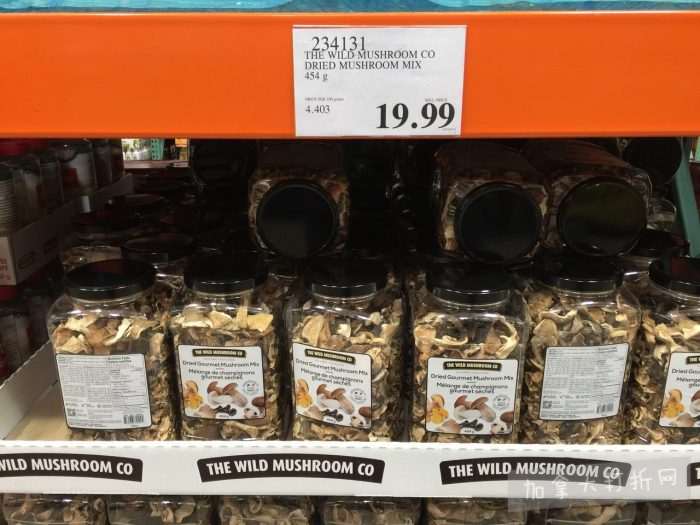 234131
THE WILD MUSHROOM CO
DRIED MUSHROOM MIX
454 g
4.403
19.99
THE WILD MUSHROOM CO
Dried Gourmet Mushroom Mix
Mélange de champignons
gourmet séchés
THE WILD MUSHROOM CO
Dried Gourmet Mushroom Mix
Mélange de champignons
gourmet séchés
THE WILD MUSHROOM CO
Dried Gourmet Mushroom Mix
Mélange de champignons
gourmet séchés
WILD MUSHROOM CO
THE WILD MUSHROOM CO
THE WILD MUSHROOM CO
加拿大打折网